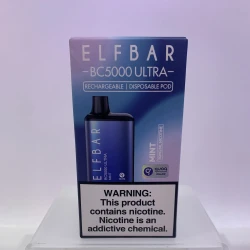 ELFBAR
-BC5000 ULTRA-
RECHARGEABLE | DISPOSABLE POD
MINT
WARNING:
This product
contains nicotine.
Nicotine is an
addictive chemical.